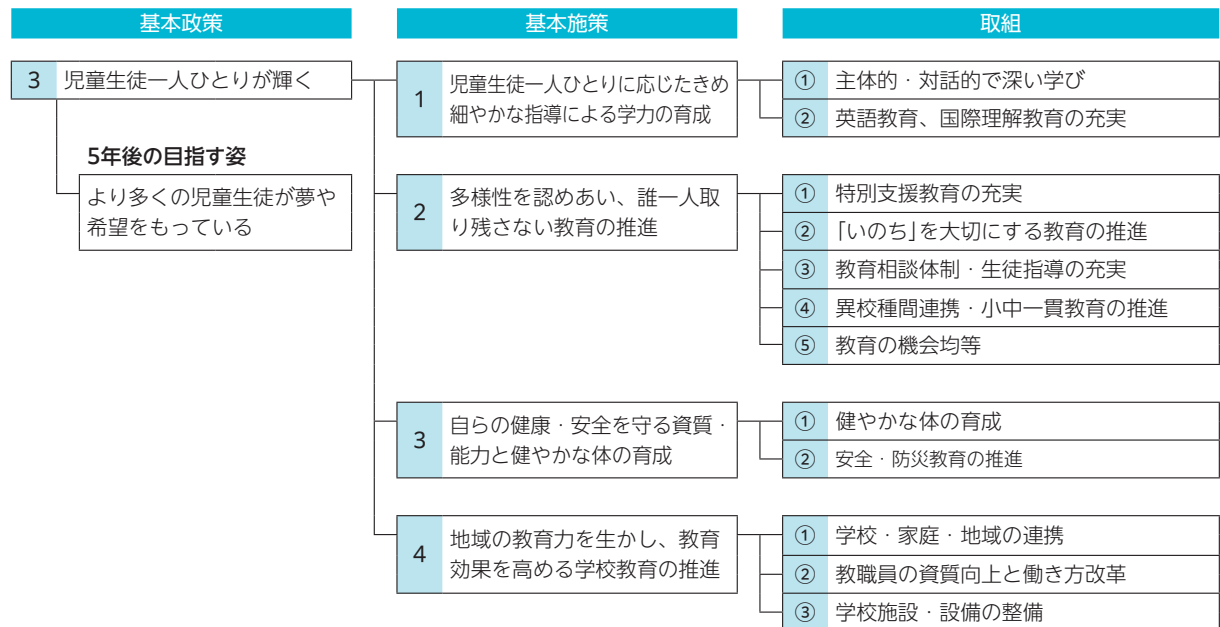 基本政策
基本施策
取組
3 児童生徒一人ひとりが輝く
5年後の目指す姿
より多くの児童生徒が夢や
希望をもっている
1 児童生徒一人ひとりに応じたきめ
細やかな指導による学力の育成
① 主体的・対話的で深い学び
② 英語教育、国際理解教育の充実
2 多様性を認めあい、誰一人取
り残さない教育の推進
① 特別支援教育の充実
② 「いのち」を大切にする教育の推進
③ 教育相談体制・生徒指導の充実
④ 異校種間連携・小中一貫教育の推進
⑤ 教育の機会均等
3 自らの健康・安全を守る資質・
能力と健やかな体の育成
① 健やかな体の育成
② 安全・防災教育の推進
4 地域の教育力を生かし、教育
効果を高める学校教育の推進
① 学校・家庭・地域の連携
② 教職員の資質向上と働き方改革
③ 学校施設・設備の整備